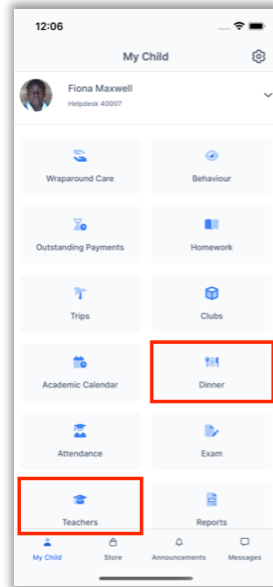 12:06
My Child
Fiona Maxwell
Helpdesk 40007
Wraparound Care
Behaviour
Outstanding Payments
Homework
Trips
Clubs
Academic Calendar
Dinner
Attendance
Exam
Teachers
Reports
My Child
Store
Announcements
Messages